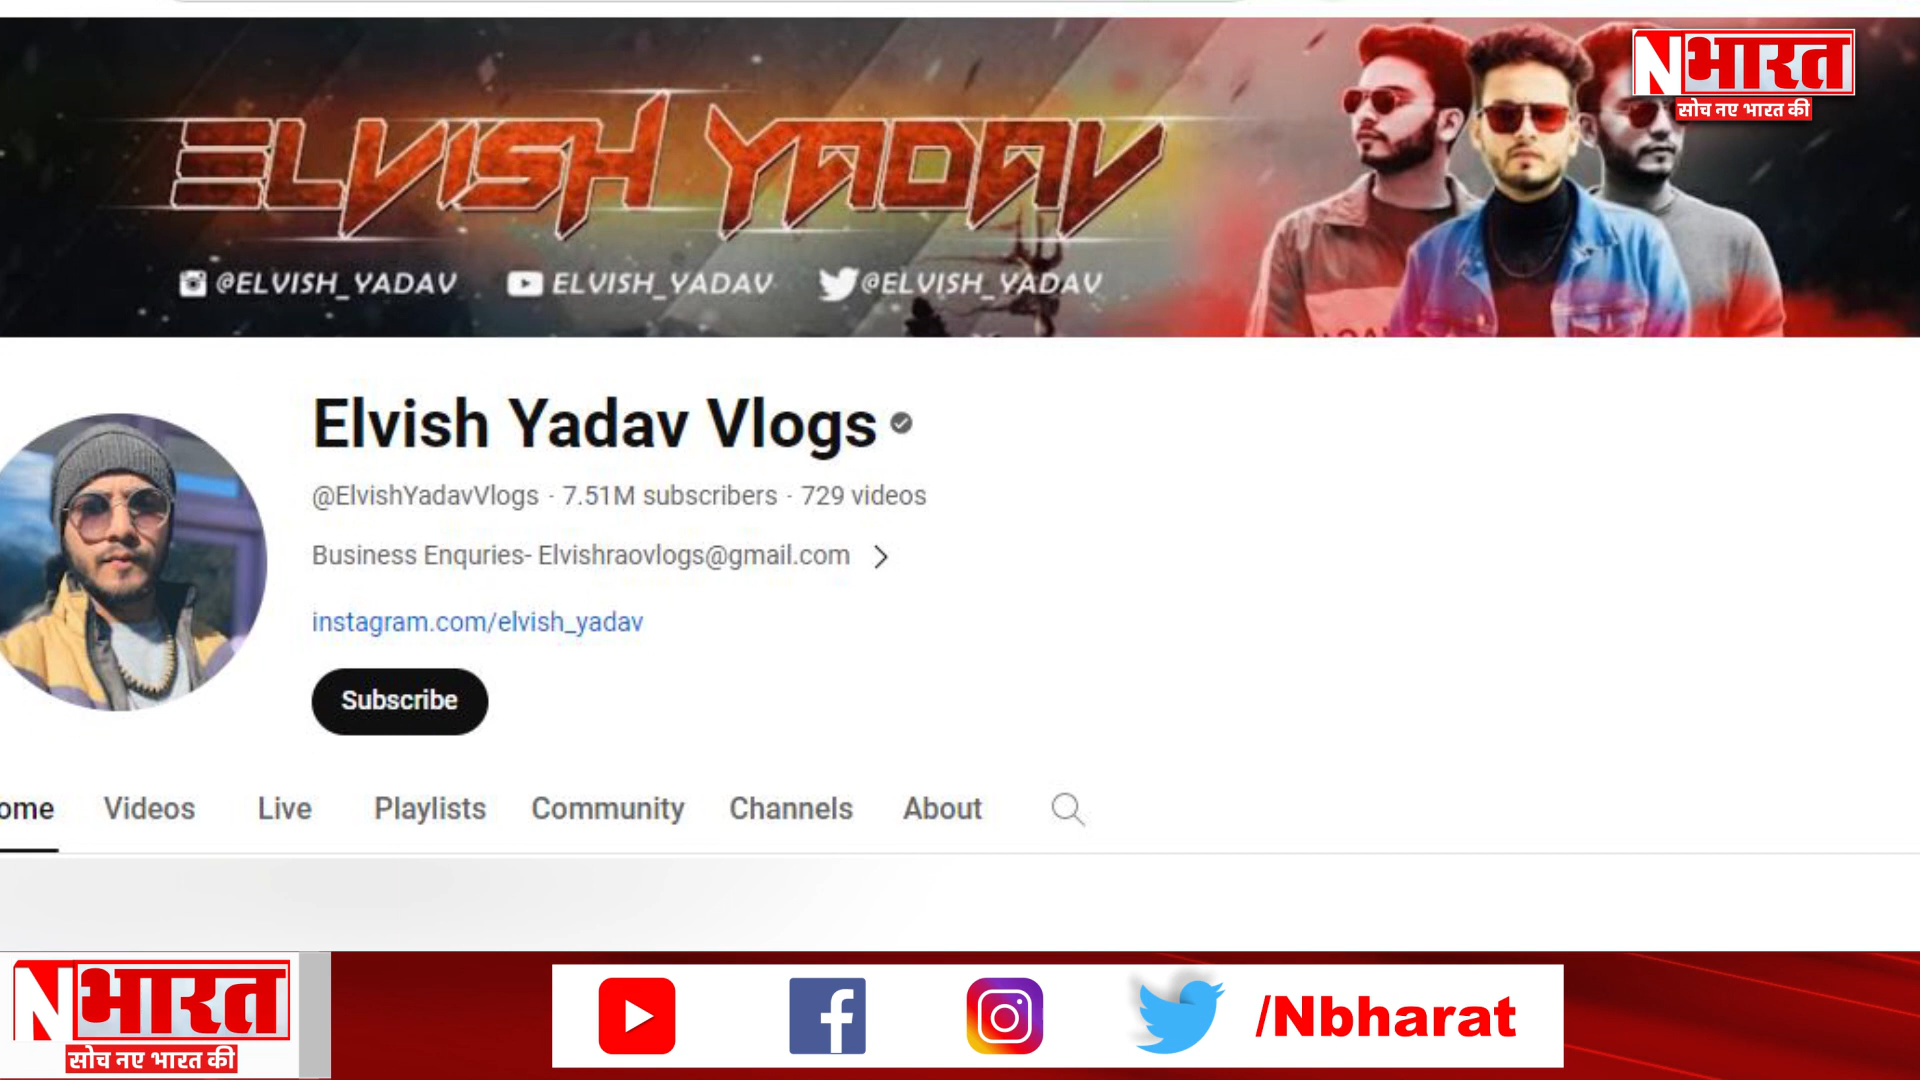 ELVISH YADAV
Nभारत
सोच नए भारत की
@ELVISH_YADAV ELVISH_YADAV @ELVISH_YADAV
Elvish Yadav Vlogs
@ElvishYadavVlogs · 7.51M subscribers · 729 videos
Business Enquries- Elvishraovlogs@gmail.com
instagram.com/elvish_yadav
Subscribe
ome Videos Live Playlists Community Channels About
Nभारत
सोच नए भारत की
/Nbharat